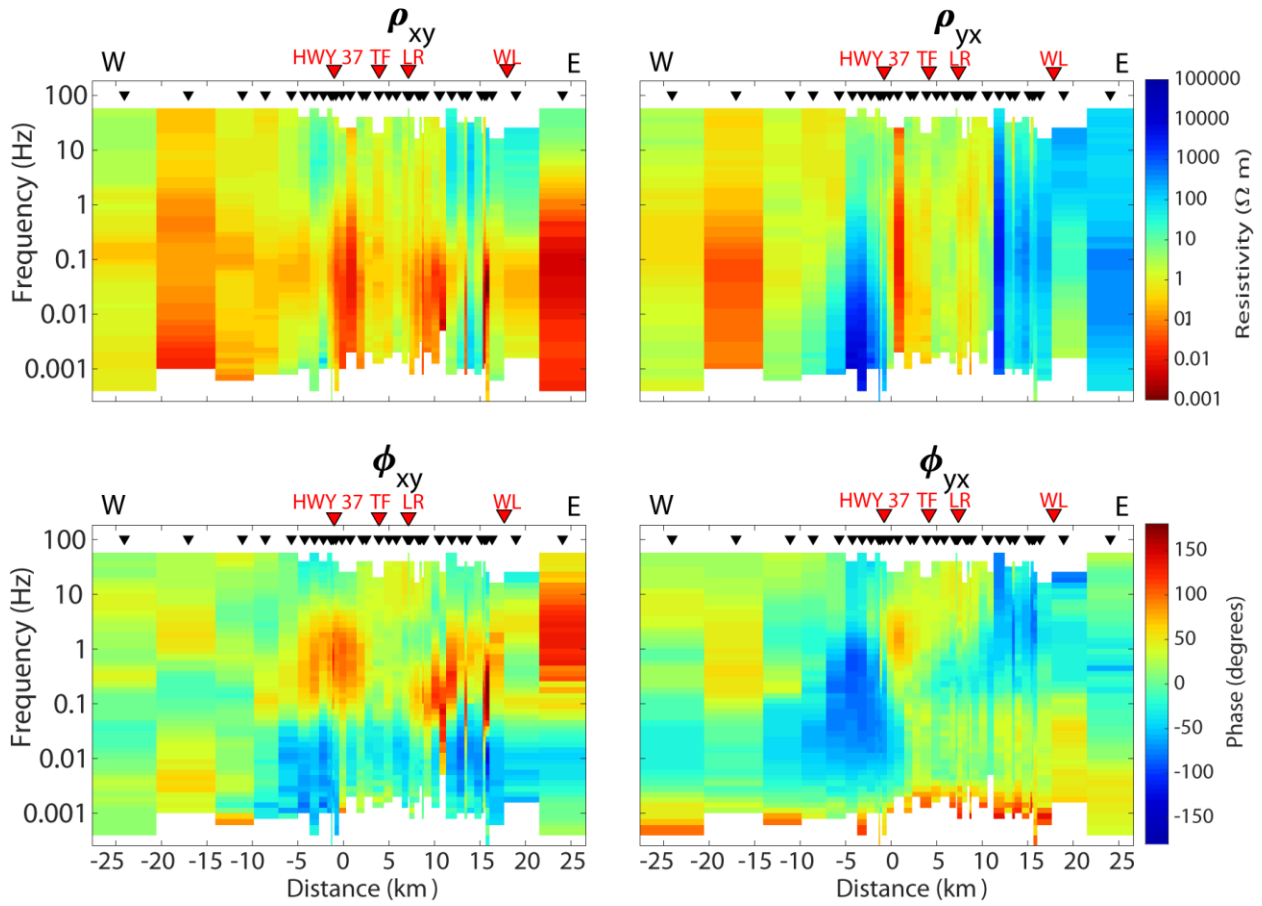 ρxy
ρyx
W HWY 37 TF LR WL E
W HWY 37 TF LR WL E
Frequency (Hz)
100
10
1
0.1
0.01
0.001
100000
10000
1000
100
10
1
01
0.01
0.001
Resistivity (Ω m)
ϕxy
ϕyx
W HWY 37 TF LR WL E
W HWY 37 TF LR WL E
Frequency (Hz)
100
10
1
0.1
0.01
0.001
150
100
50
0
-50
-100
-150
Phase (degrees)
-25 -20 -15 -10 -5 0 5 10 15 20 25
-25 -20 -15 -10 -5 0 5 10 15 20 25
Distance (km)
Distance (km)